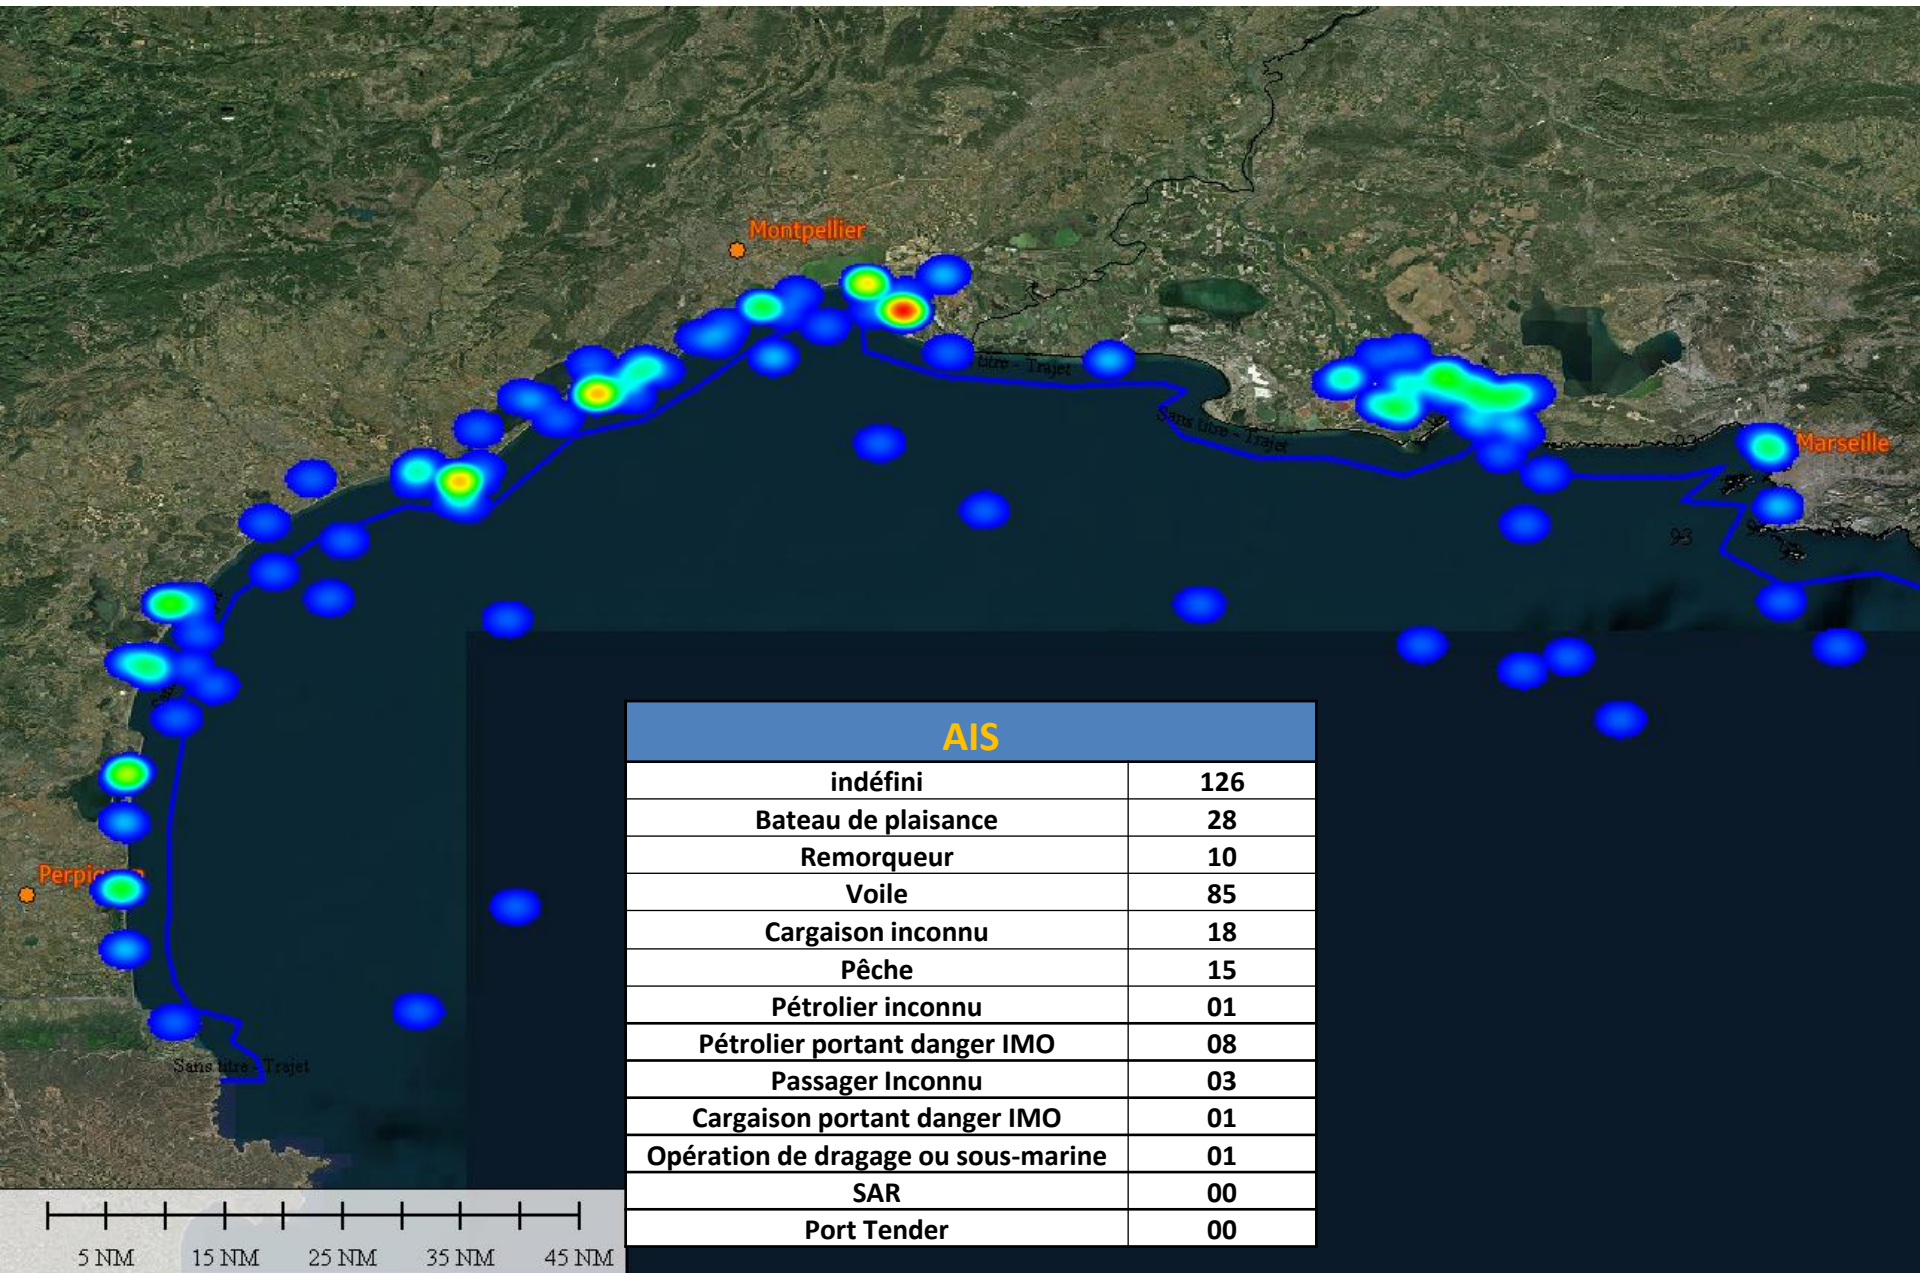 Montpellier
titre - Trajet
Sans titre - Trajet
93
Marseille
93
AIS
indéfini 126
Bateau de plaisance 28
Remorqueur 10
Voile 85
Cargaison inconnu 18
Pêche 15
Pétrolier inconnu 01
Pétrolier portant danger IMO 08
Passager Inconnu 03
Cargaison portant danger IMO 01
Opération de dragage ou sous-marine 01
SAR 00
Port Tender 00
Sans titre - Trajet
5 NM 15 NM 25 NM 35 NM 45 NM